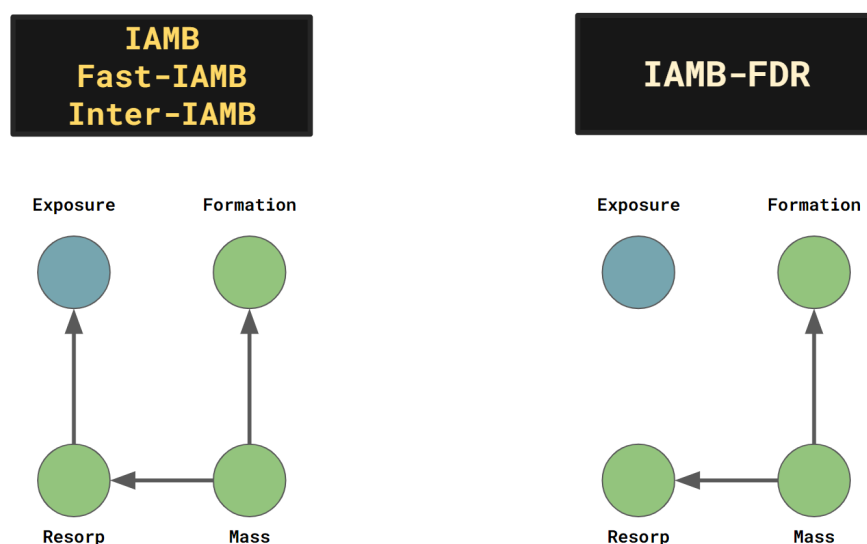 IAMB
Fast-IAMB
Inter-IAMB
IAMB-FDR
Exposure Formation
Exposure Formation
Resorp Mass
Resorp Mass